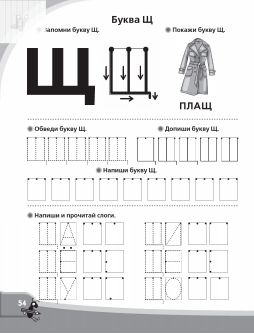 Буква Щ
Запомни букву Щ.
Покажи букву Щ.
Щ
ПЛАЩ
Обведи букву Щ.
Допиши букву Щ.
Напиши букву Щ.
Напиши и прочитай слоги.
Щ А Щ И
Щ Е Щ Ё
Щ У Щ Ю
54